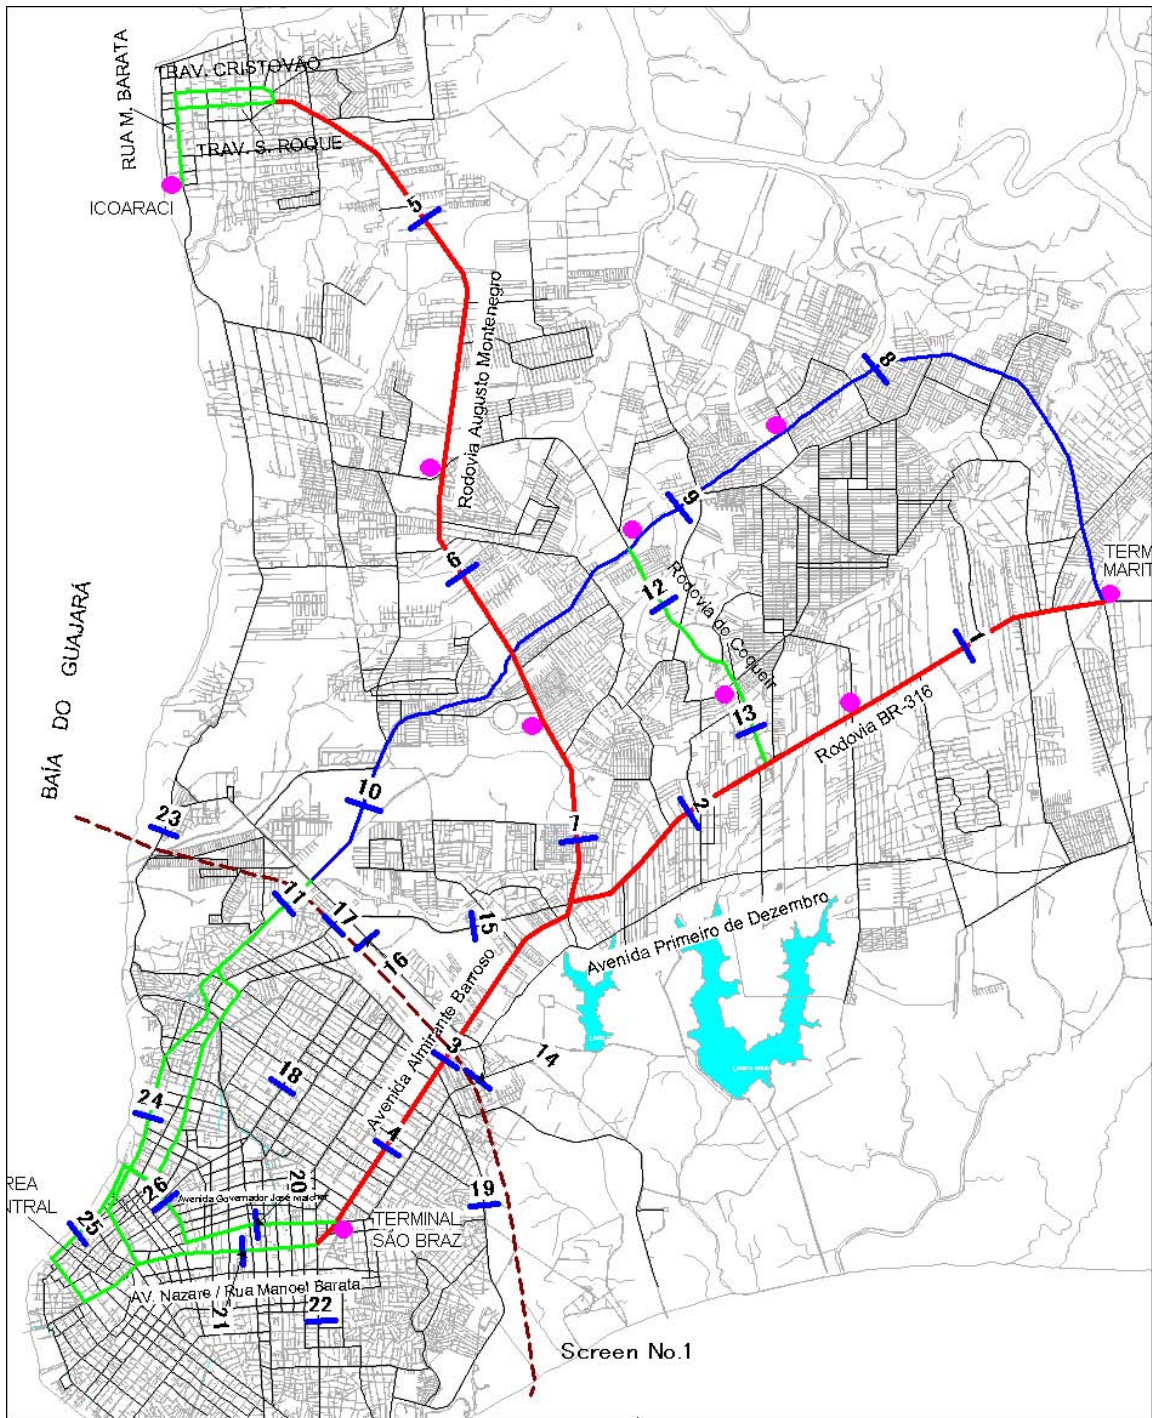 TRAV. CRISTOVÃO
RUA M. BARATA
TRAV. S. ROQUE
ICOARACI
5
Rodovia Augusto Montenegro
8
9
6
TERM
MARIT
12
Rodovia do Coqueir
1
BAÍA DO GUAJARÁ
13
Rodovia BR-316
10
2
23
7
11
17
15
16
Avenida Primeiro de Dezembro
Avenida Almirante Barroso
3
14
18
24
4
REA
NTRAL
26
Avenida Governador José Malcher
20
19
25
TERMINAL
SÃO BRAZ
AV. Nazare / Rua Manoel Barata
21
22
Screen No.1